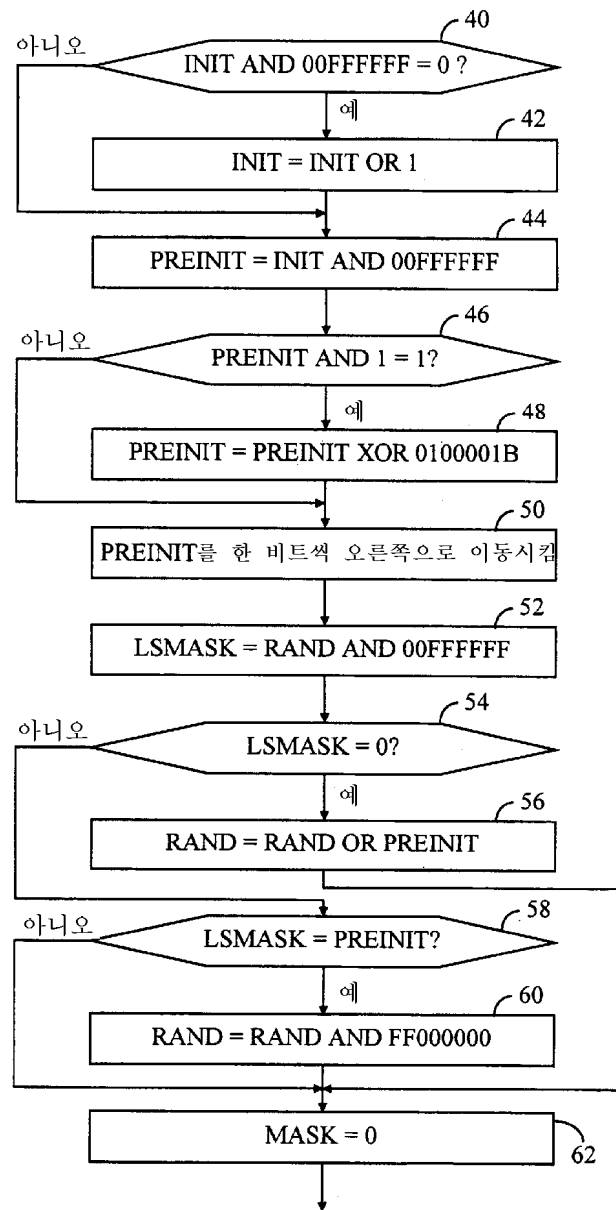 40
아니오
INIT AND 00FFFFFF = 0 ?
예
42
INIT = INIT OR 1
44
PREINIT = INIT AND 00FFFFFF
46
아니오
PREINIT AND 1 = 1?
예
48
PREINIT = PREINIT XOR 0100001B
50
PREINIT를 한 비트씩 오른쪽으로 이동시킴
52
LSMASK = RAND AND 00FFFFFF
54
아니오
LSMASK = 0?
예
56
RAND = RAND OR PREINIT
58
아니오
LSMASK = PREINIT?
예
60
RAND = RAND AND FF000000
MASK = 0
62